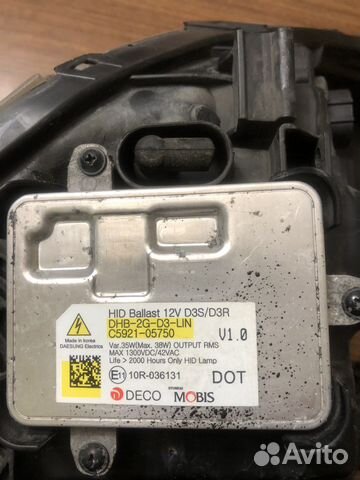 HID Ballast 12V D3S/D3R
DHB-2G-D3-LIN
C5921-05750
V1.0
Var.35W(Max. 38W) OUTPUT RMS
MAX 1300VDC/42VAC
Life > 2000 Hours Only HID Lamp
Made in Korea
DAESUNG Electrics
E11 10R-036131
DOT
DECO
HYUNDAI
MOBIS
Avito